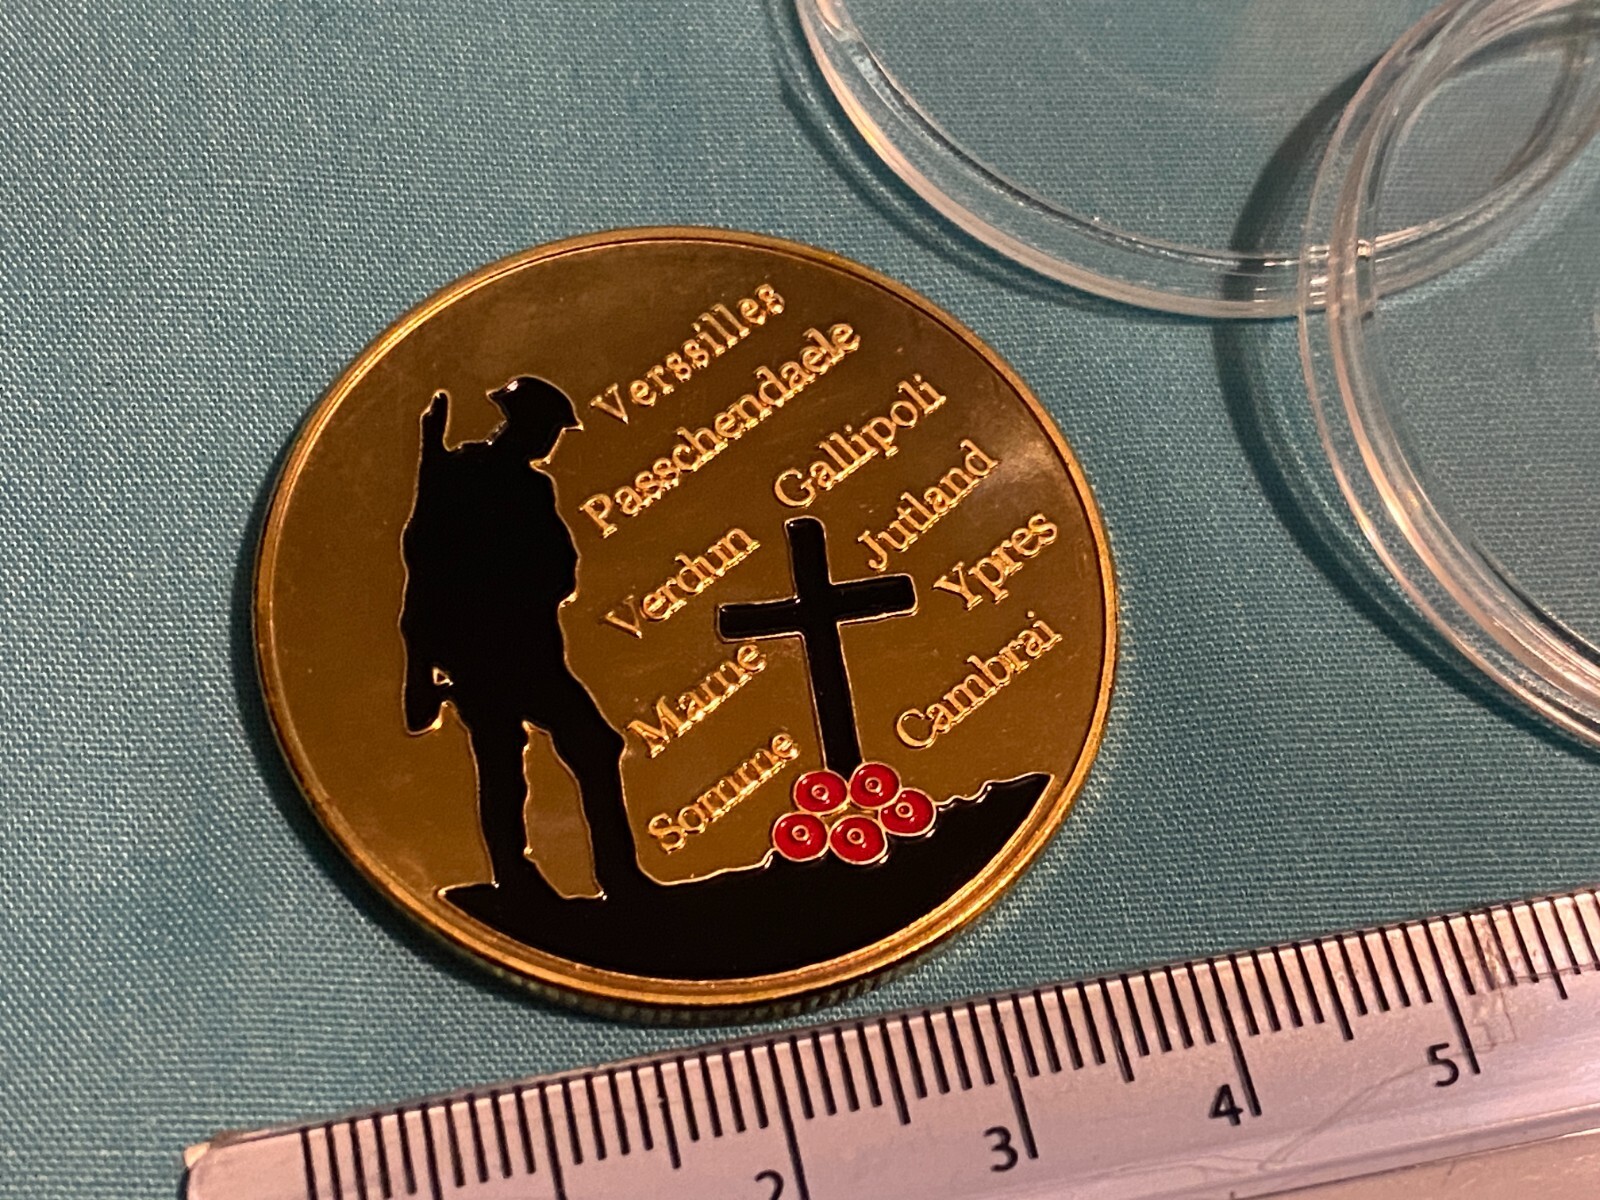 Verssilles
Passchendaele
Gallipoli
Verdun
Jutland
Ypres
Marne
Cambrai
Somme
2
3
4
5